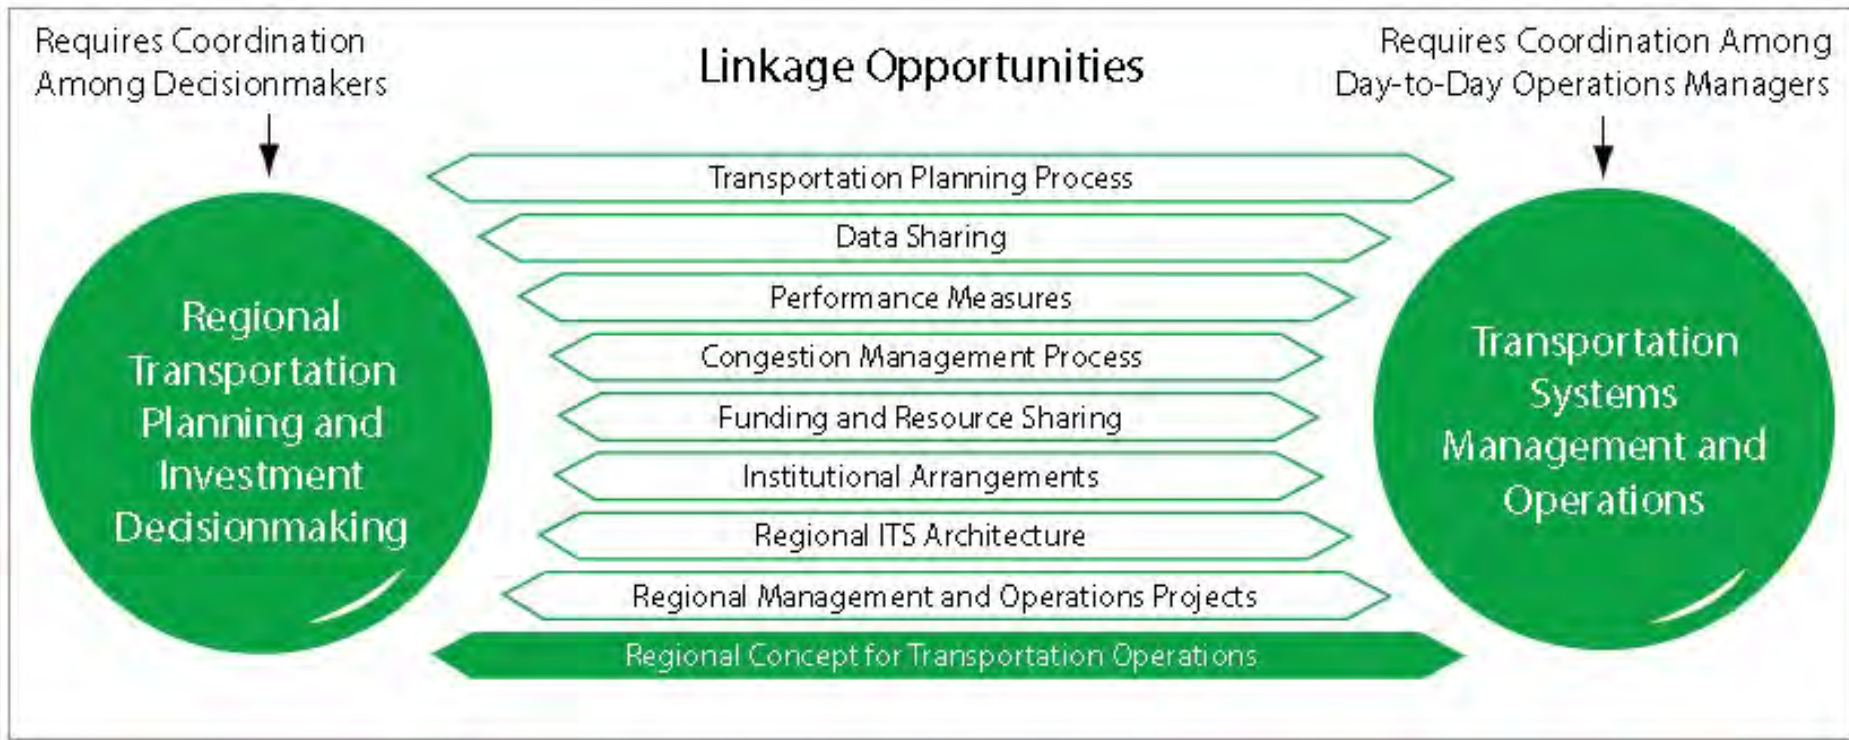 Requires Coordination
Among Decisionmakers
Linkage Opportunities
Requires Coordination Among
Day-to-Day Operations Managers
Regional
Transportation
Planning and
Investment
Decisionmaking
Transportation Planning Process
Data Sharing
Performance Measures
Congestion Management Process
Funding and Resource Sharing
Institutional Arrangements
Regional ITS Architecture
Regional Management and Operations Projects
Regional Concept for Transportation Operations
Transportation
Systems
Management and
Operations